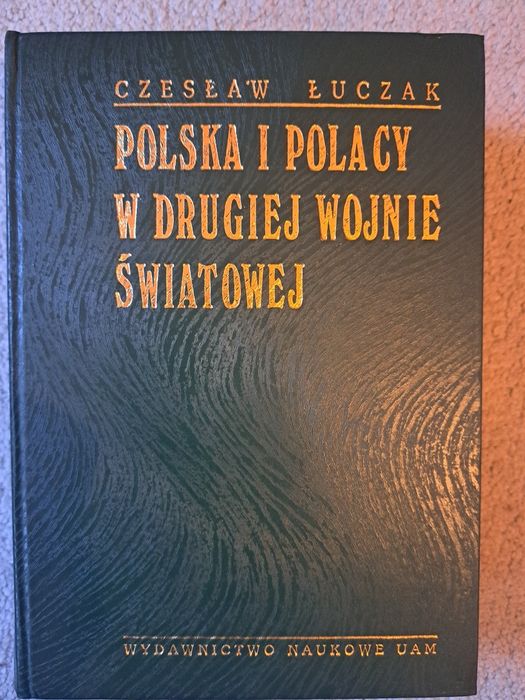 CZESŁAW ŁUCZAK
POLSKA I POLACY
W DRUGIEJ WOJNIE
ŚWIATOWEJ
WYDAWNICTWO NAUKOWE UAM